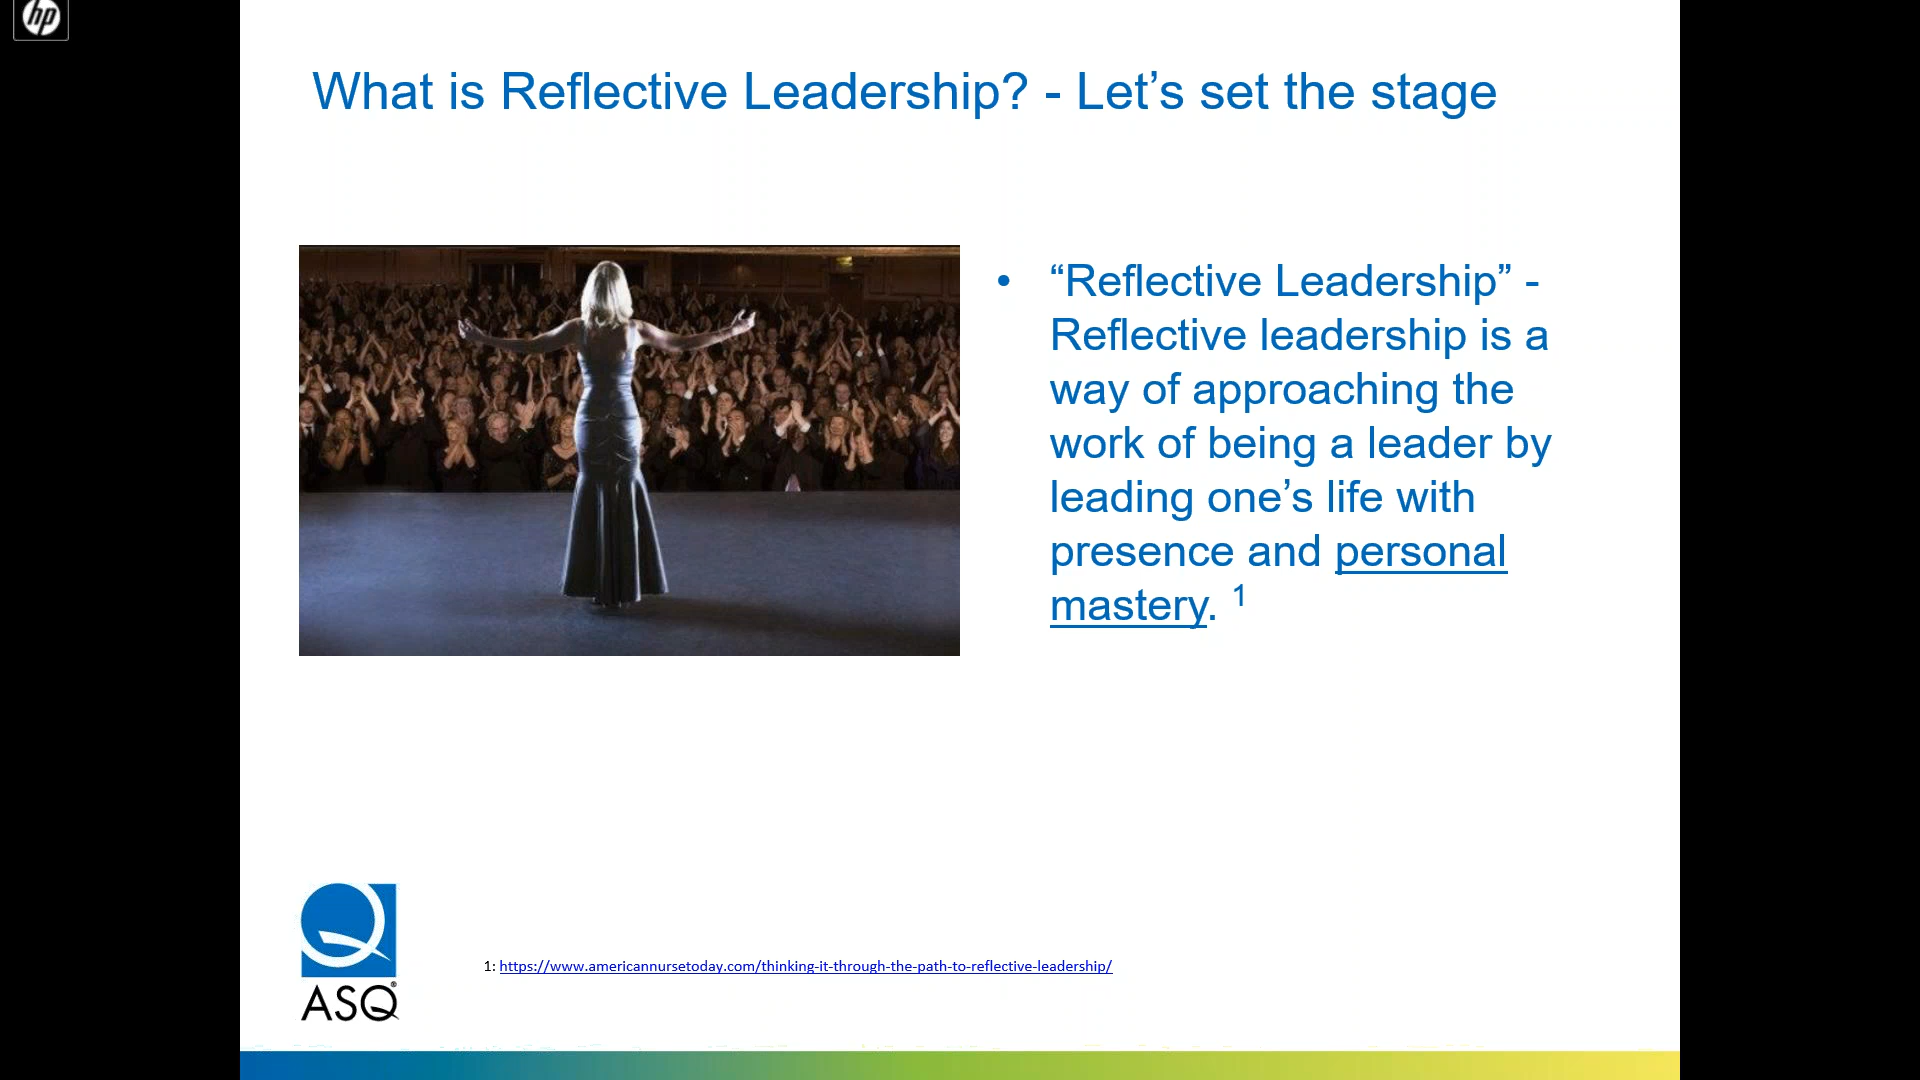 hp
What is Reflective Leadership? - Let’s set the stage
• “Reflective Leadership” -
Reflective leadership is a
way of approaching the
work of being a leader by
leading one’s life with
presence and personal
mastery. 1
ASQ®
1: https://www.americannursetoday.com/thinking-it-through-the-path-to-reflective-leadership/